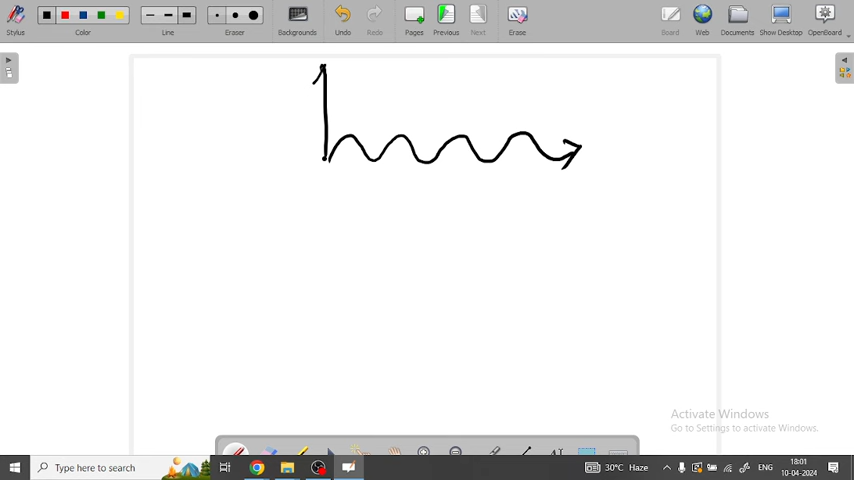 Stylus Color Line Eraser Backgrounds Undo Redo Pages Previous Next Erase Board Web Documents Show Desktop OpenBoard
Activate Windows
Go to Settings to activate Windows.
Type here to search
30°C Haze
ENG
18:01
10-04-2024